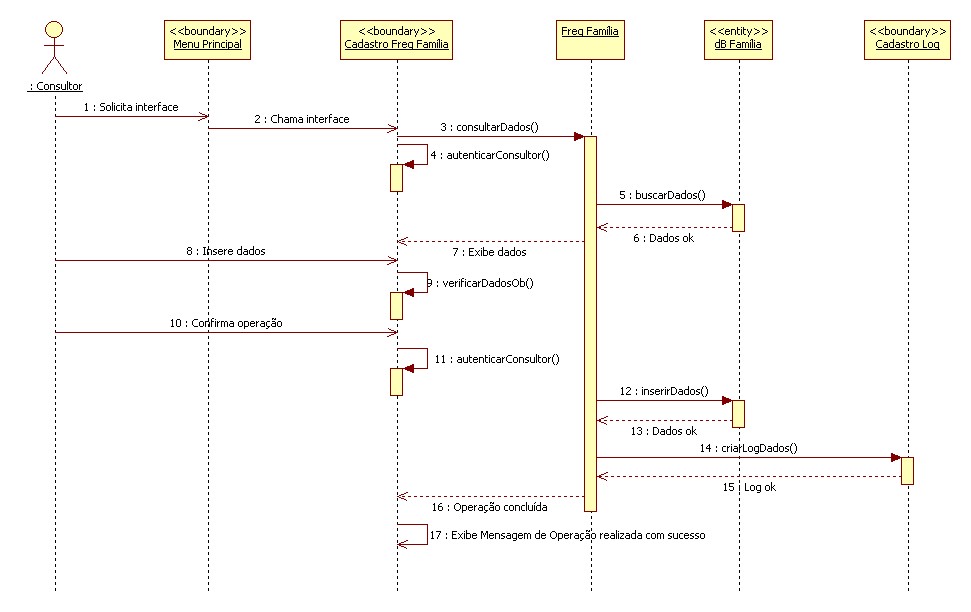 <<boundary>>
Menu Principal
<<boundary>>
Cadastro Freq Família
Freq Família
<<entity>>
dB Família
<<boundary>>
Cadastro Log
: Consultor
1 : Solicita interface
2 : Chama interface
3 : consultarDados()
4 : autenticarConsultor()
5 : buscarDados()
6 : Dados ok
7 : Exibe dados
8 : Insere dados
9 : verificarDadosOb()
10 : Confirma operação
11 : autenticarConsultor()
12 : inserirDados()
13 : Dados ok
14 : criarLogDados()
15 : Log ok
16 : Operação concluída
17 : Exibe Mensagem de Operação realizada com sucesso